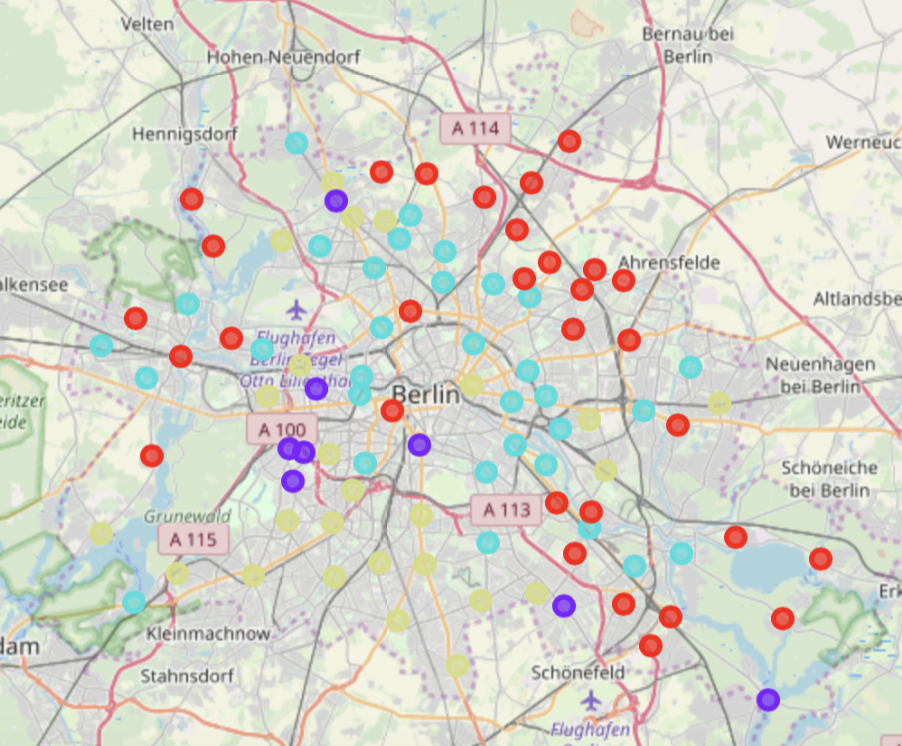 Velten
Bernau bei
Berlin
Hohen Neuendorf
A 114
Hennigsdorf
Werneuc
Ahrensfelde
alkensee
Altlandsbe
Flughafen
Berlin-Tegel
Otto Lilienthal
Neuenhagen
bei Berlin
Berlin
eritzer
eide
A 100
Schöneiche
bei Berlin
Grunewald
A 113
A 115
Erk
Kleinmachnow
dam
Stahnsdorf
Schönefeld
Flughafen